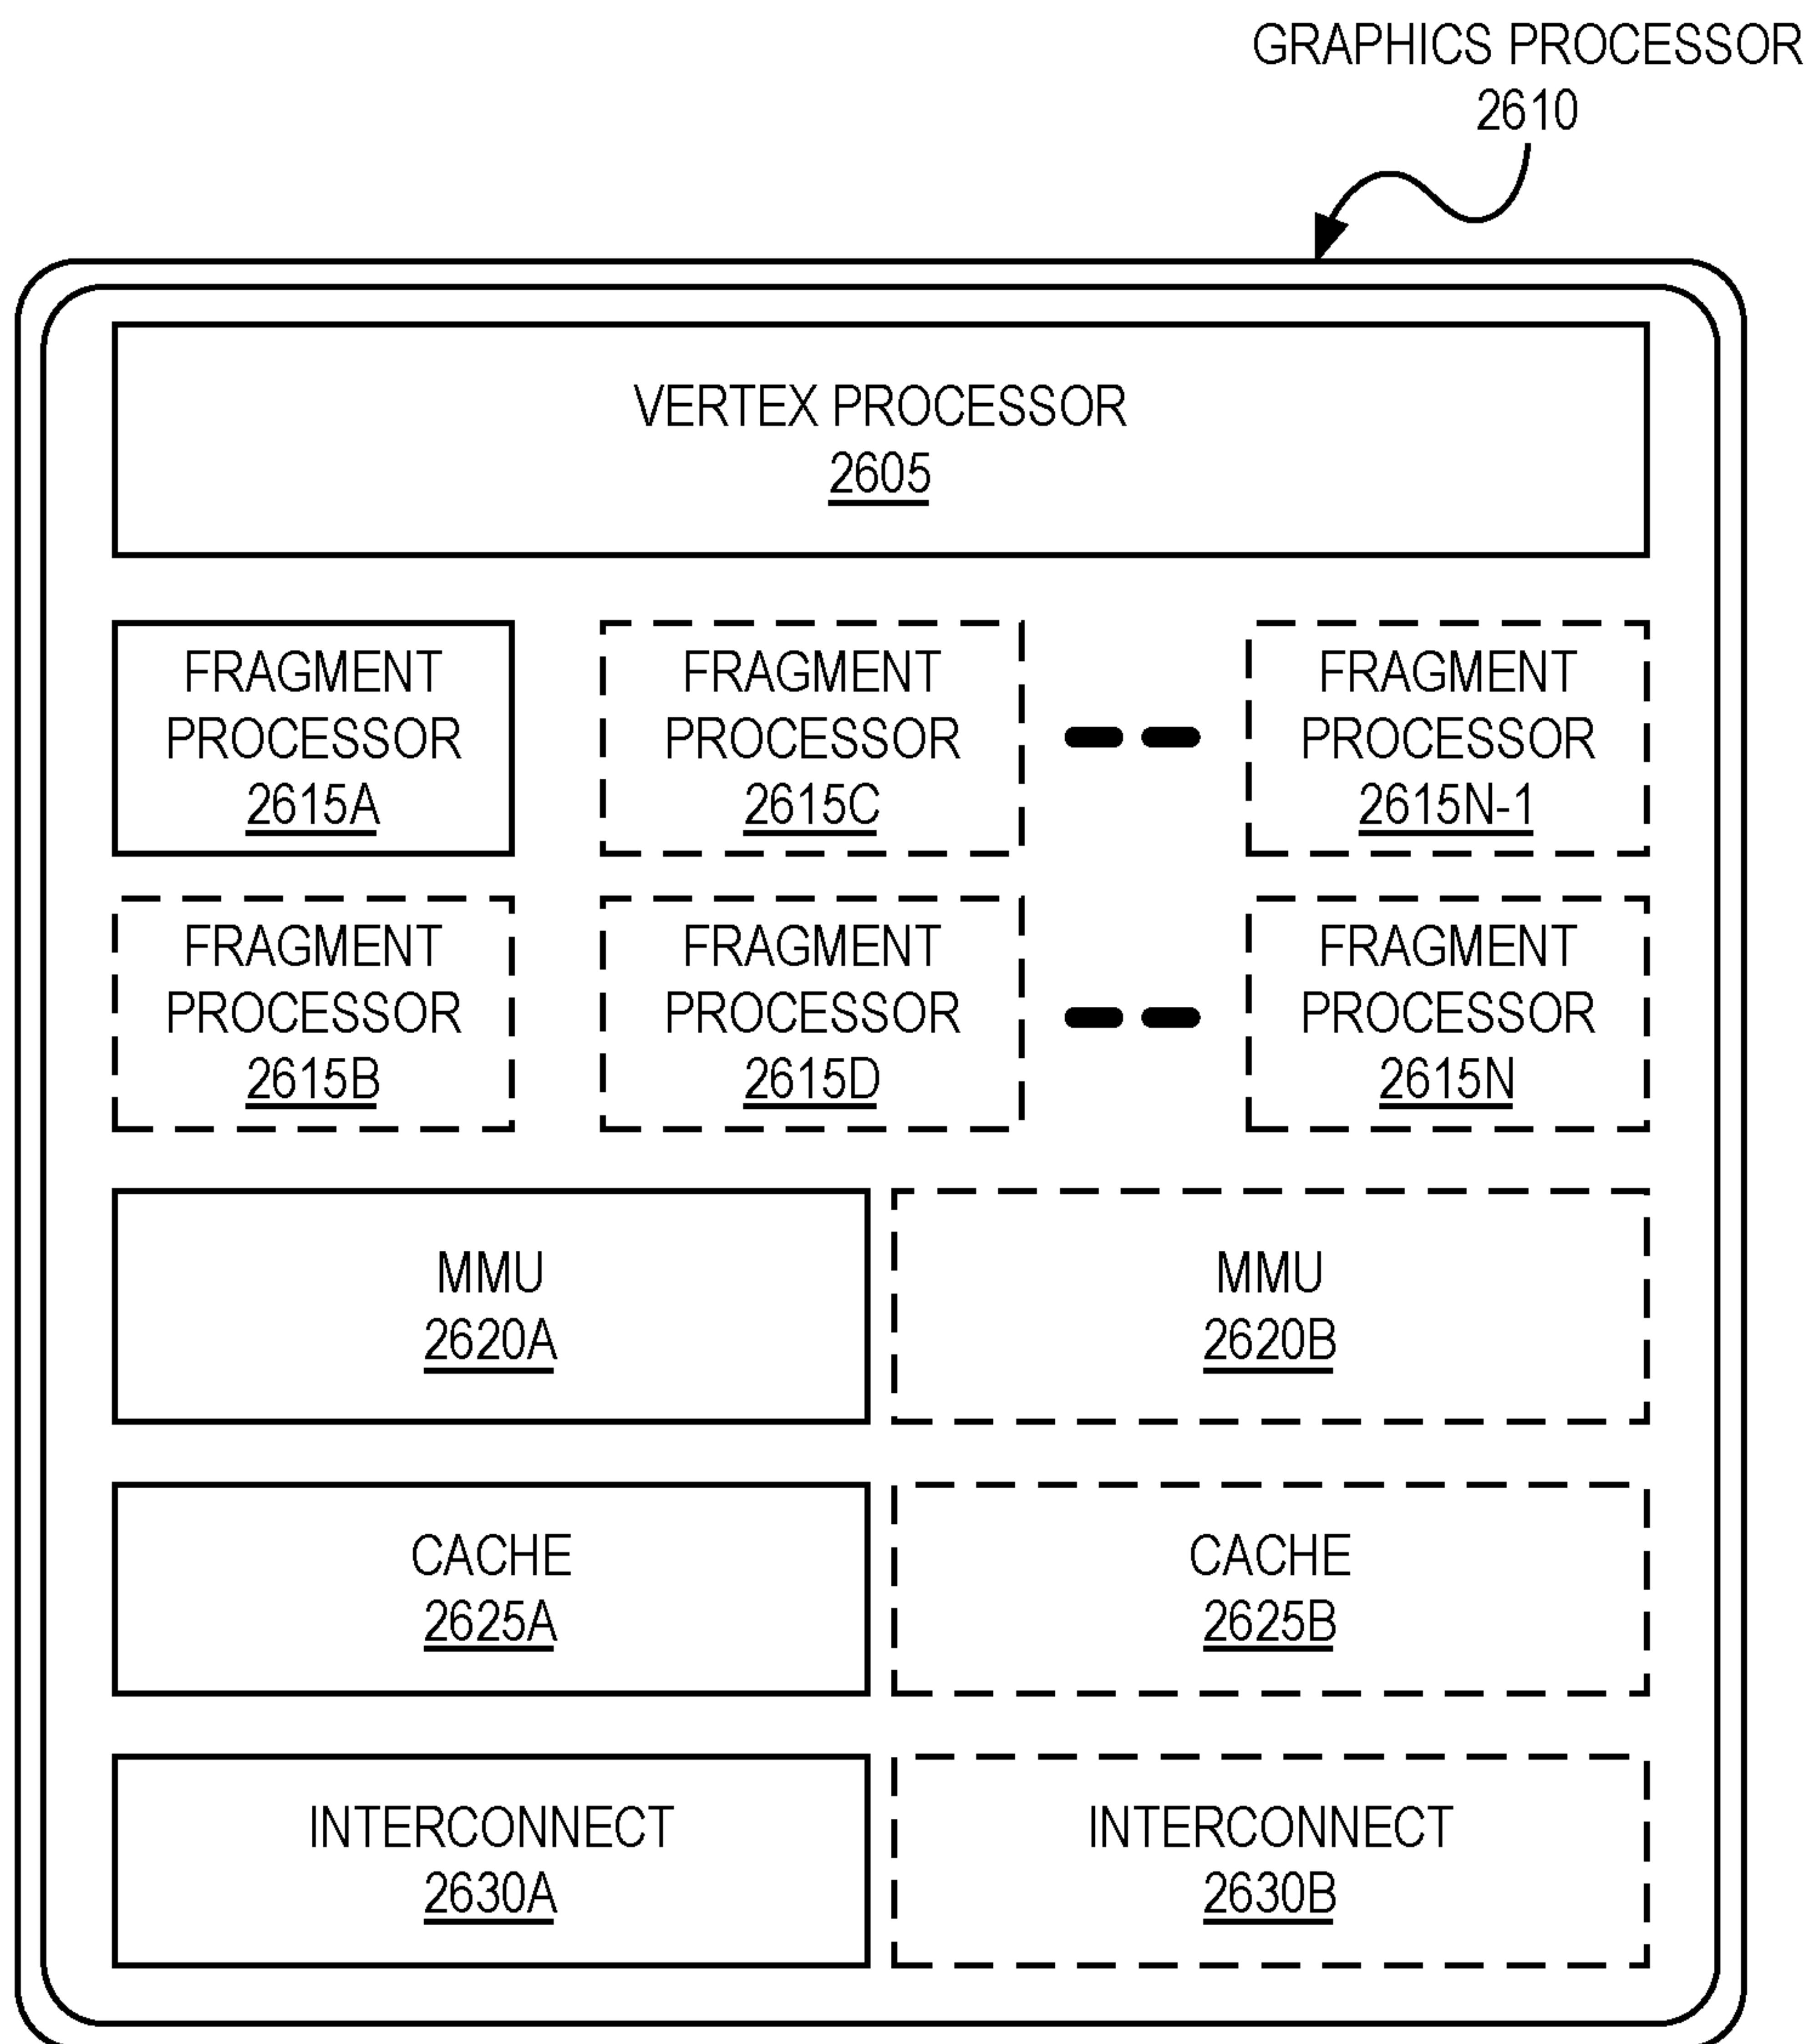 GRAPHICS PROCESSOR
2610
VERTEX PROCESSOR
2605
FRAGMENT
PROCESSOR
2615A
FRAGMENT
PROCESSOR
2615C
FRAGMENT
PROCESSOR
2615N-1
FRAGMENT
PROCESSOR
2615B
FRAGMENT
PROCESSOR
2615D
FRAGMENT
PROCESSOR
2615N
MMU
2620A
MMU
2620B
CACHE
2625A
CACHE
2625B
INTERCONNECT
2630A
INTERCONNECT
2630B